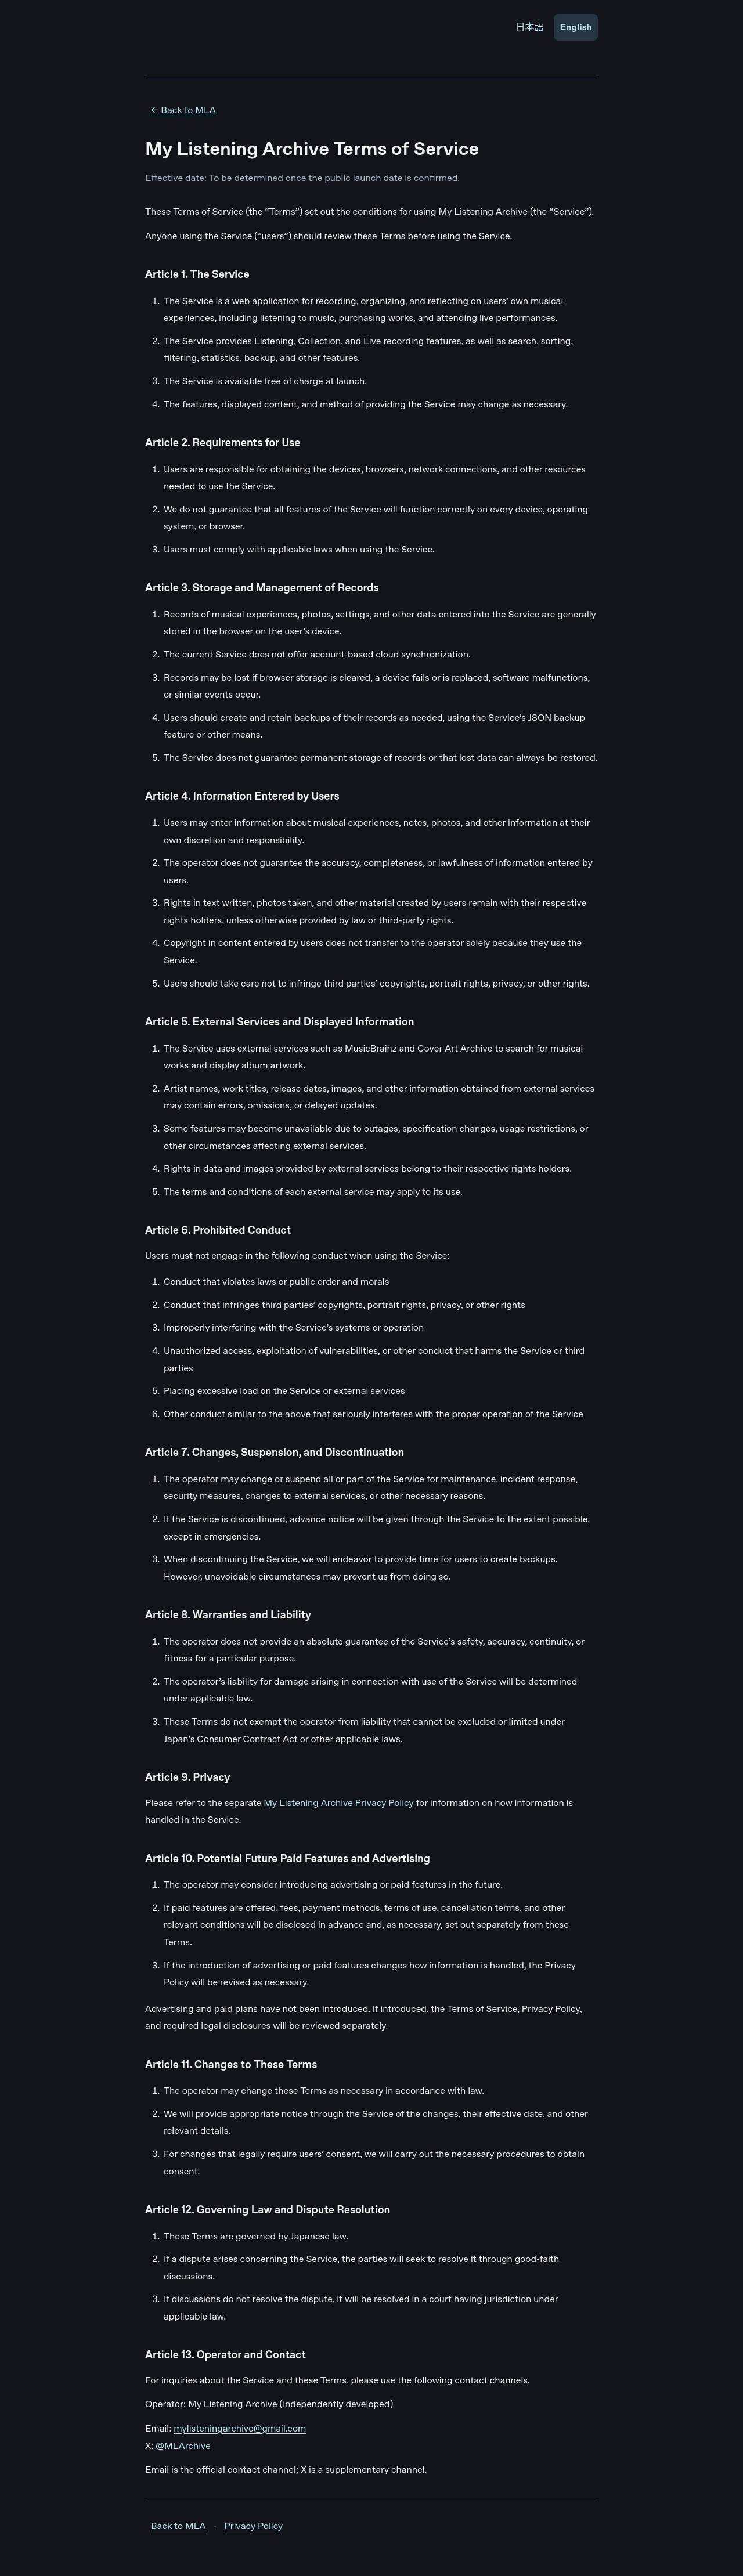 日本語 English
← Back to MLA
My Listening Archive Terms of Service
Effective date: To be determined once the public launch date is confirmed.
These Terms of Service (the “Terms”) set out the conditions for using My Listening Archive (the “Service”).
Anyone using the Service (“users”) should review these Terms before using the Service.
Article 1. The Service
1. The Service is a web application for recording, organizing, and reflecting on users’ own musical
experiences, including listening to music, purchasing works, and attending live performances.
2. The Service provides Listening, Collection, and Live recording features, as well as search, sorting,
filtering, statistics, backup, and other features.
3. The Service is available free of charge at launch.
4. The features, displayed content, and method of providing the Service may change as necessary.
Article 2. Requirements for Use
1. Users are responsible for obtaining the devices, browsers, network connections, and other resources
needed to use the Service.
2. We do not guarantee that all features of the Service will function correctly on every device, operating
system, or browser.
3. Users must comply with applicable laws when using the Service.
Article 3. Storage and Management of Records
1. Records of musical experiences, photos, settings, and other data entered into the Service are generally
stored in the browser on the user’s device.
2. The current Service does not offer account-based cloud synchronization.
3. Records may be lost if browser storage is cleared, a device fails or is replaced, software malfunctions,
or similar events occur.
4. Users should create and retain backups of their records as needed, using the Service’s JSON backup
feature or other means.
5. The Service does not guarantee permanent storage of records or that lost data can always be restored.
Article 4. Information Entered by Users
1. Users may enter information about musical experiences, notes, photos, and other information at their
own discretion and responsibility.
2. The operator does not guarantee the accuracy, completeness, or lawfulness of information entered by
users.
3. Rights in text written, photos taken, and other material created by users remain with their respective
rights holders, unless otherwise provided by law or third-party rights.
4. Copyright in content entered by users does not transfer to the operator solely because they use the
Service.
5. Users should take care not to infringe third parties’ copyrights, portrait rights, privacy, or other rights.
Article 5. External Services and Displayed Information
1. The Service uses external services such as MusicBrainz and Cover Art Archive to search for musical
works and display album artwork.
2. Artist names, work titles, release dates, images, and other information obtained from external services
may contain errors, omissions, or delayed updates.
3. Some features may become unavailable due to outages, specification changes, usage restrictions, or
other circumstances affecting external services.
4. Rights in data and images provided by external services belong to their respective rights holders.
5. The terms and conditions of each external service may apply to its use.
Article 6. Prohibited Conduct
Users must not engage in the following conduct when using the Service:
1. Conduct that violates laws or public order and morals
2. Conduct that infringes third parties’ copyrights, portrait rights, privacy, or other rights
3. Improperly interfering with the Service’s systems or operation
4. Unauthorized access, exploitation of vulnerabilities, or other conduct that harms the Service or third
parties
5. Placing excessive load on the Service or external services
6. Other conduct similar to the above that seriously interferes with the proper operation of the Service
Article 7. Changes, Suspension, and Discontinuation
1. The operator may change or suspend all or part of the Service for maintenance, incident response,
security measures, changes to external services, or other necessary reasons.
2. If the Service is discontinued, advance notice will be given through the Service to the extent possible,
except in emergencies.
3. When discontinuing the Service, we will endeavor to provide time for users to create backups.
However, unavoidable circumstances may prevent us from doing so.
Article 8. Warranties and Liability
1. The operator does not provide an absolute guarantee of the Service’s safety, accuracy, continuity, or
fitness for a particular purpose.
2. The operator’s liability for damage arising in connection with use of the Service will be determined
under applicable law.
3. These Terms do not exempt the operator from liability that cannot be excluded or limited under
Japan’s Consumer Contract Act or other applicable laws.
Article 9. Privacy
Please refer to the separate My Listening Archive Privacy Policy for information on how information is
handled in the Service.
Article 10. Potential Future Paid Features and Advertising
1. The operator may consider introducing advertising or paid features in the future.
2. If paid features are offered, fees, payment methods, terms of use, cancellation terms, and other
relevant conditions will be disclosed in advance and, as necessary, set out separately from these
Terms.
3. If the introduction of advertising or paid features changes how information is handled, the Privacy
Policy will be revised as necessary.
Advertising and paid plans have not been introduced. If introduced, the Terms of Service, Privacy Policy,
and required legal disclosures will be reviewed separately.
Article 11. Changes to These Terms
1. The operator may change these Terms as necessary in accordance with law.
2. We will provide appropriate notice through the Service of the changes, their effective date, and other
relevant details.
3. For changes that legally require users’ consent, we will carry out the necessary procedures to obtain
consent.
Article 12. Governing Law and Dispute Resolution
1. These Terms are governed by Japanese law.
2. If a dispute arises concerning the Service, the parties will seek to resolve it through good-faith
discussions.
3. If discussions do not resolve the dispute, it will be resolved in a court having jurisdiction under
applicable law.
Article 13. Operator and Contact
For inquiries about the Service and these Terms, please use the following contact channels.
Operator: My Listening Archive (independently developed)
Email: mylisteningarchive@gmail.com
X: @MLArchive
Email is the official contact channel; X is a supplementary channel.
Back to MLA · Privacy Policy